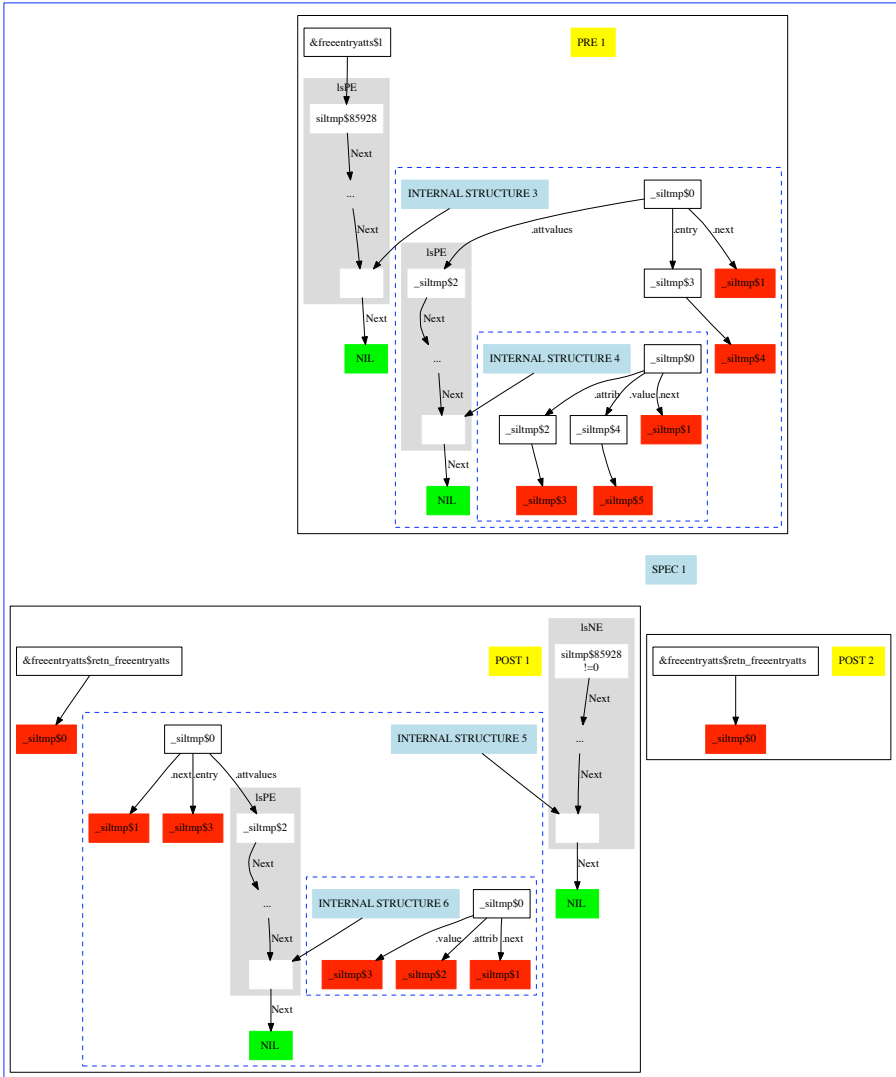 &freeentryatts$l
PRE 1
lsPE
siltmp$85928
Next
...
INTERNAL STRUCTURE 3
_siltmp$0
Next
.attvalues
.entry
.next
lsPE
_siltmp$2
_siltmp$3
_siltmp$1
Next
Next
NIL
...
INTERNAL STRUCTURE 4
_siltmp$0
_siltmp$4
Next
.attrib
.value
.next
_siltmp$2
_siltmp$4
_siltmp$1
Next
NIL
_siltmp$3
_siltmp$5
SPEC 1
lsNE
&freeentryatts$retn_freeentryatts
POST 1
siltmp$85928
!=0
&freeentryatts$retn_freeentryatts
POST 2
Next
_siltmp$0
_siltmp$0
INTERNAL STRUCTURE 5
...
_siltmp$0
.next
.entry
.attvalues
Next
lsPE
_siltmp$1
_siltmp$3
_siltmp$2
Next
Next
...
INTERNAL STRUCTURE 6
_siltmp$0
NIL
Next
.value
.attrib
.next
_siltmp$3
_siltmp$2
_siltmp$1
Next
NIL